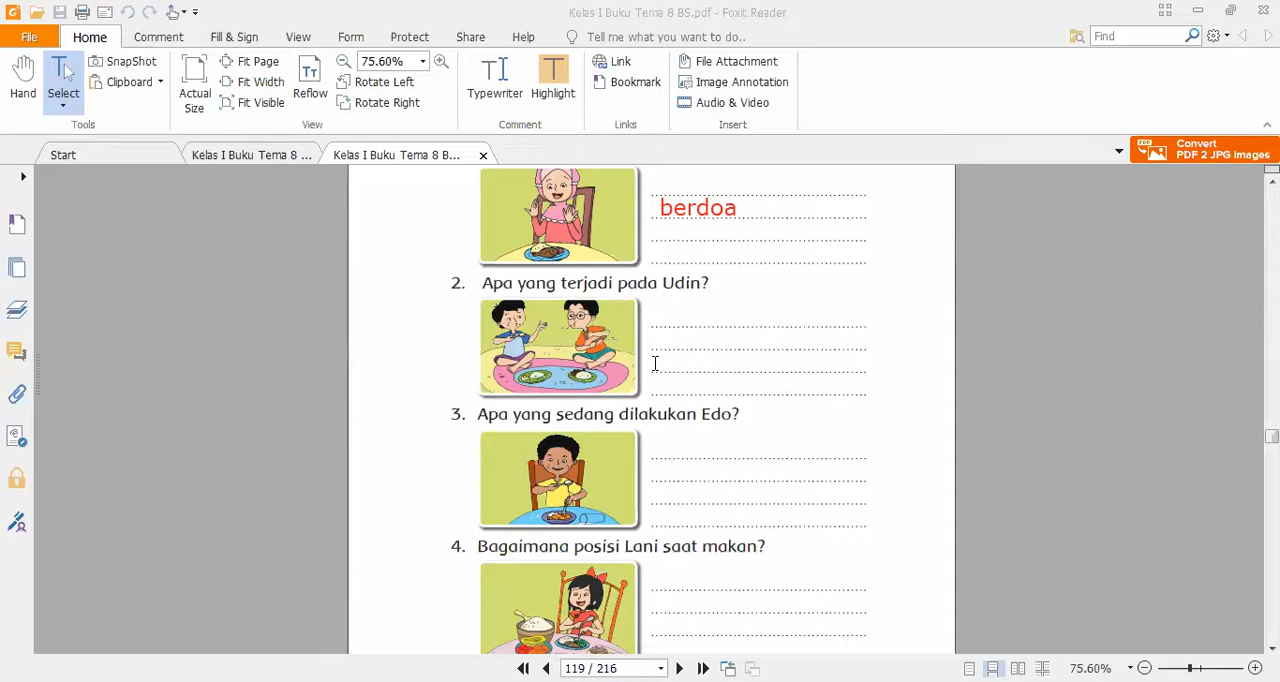 Kelas I Buku Tema 8 BS.pdf - Foxit Reader
File Home Comment Fill & Sign View Form Protect Share Help Tell me what you want to do.. Find
Hand Select SnapShot Clipboard
Tools
Actual Size Fit Page Fit Width Fit Visible Reflow 75.60% Rotate Left Rotate Right
View
Typewriter Highlight
Comment
Link Bookmark
Links
File Attachment Image Annotation Audio & Video
Insert
Start Kelas I Buku Tema 8 ... Kelas I Buku Tema 8 B...
Convert
PDF 2 JPG Images
berdoa
2. Apa yang terjadi pada Udin?
3. Apa yang sedang dilakukan Edo?
4. Bagaimana posisi Lani saat makan?
119 / 216 75.60%